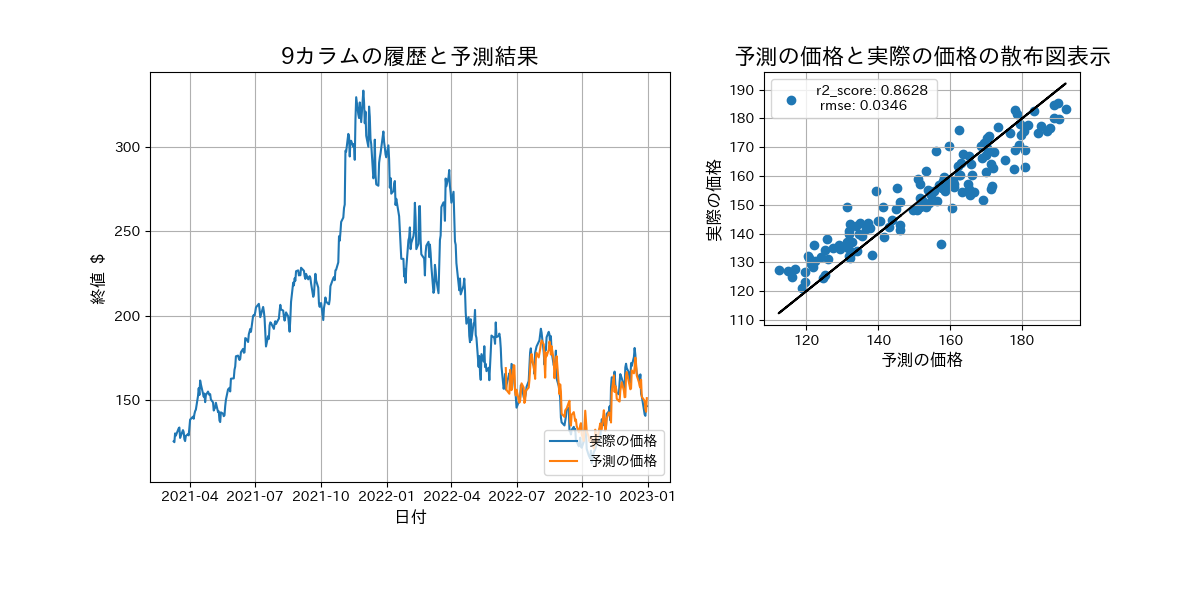 9カラムの履歴と予測結果
終値 $
300
250
200
150
2021-04
2021-07
2021-10
2022-01
2022-04
2022-07
2022-10
2023-01
日付
実際の価格
予測の価格
予測の価格と実際の価格の散布図表示
r2_score: 0.8628
rmse: 0.0346
実際の価格
190
180
170
160
150
140
130
120
110
120
140
160
180
予測の価格